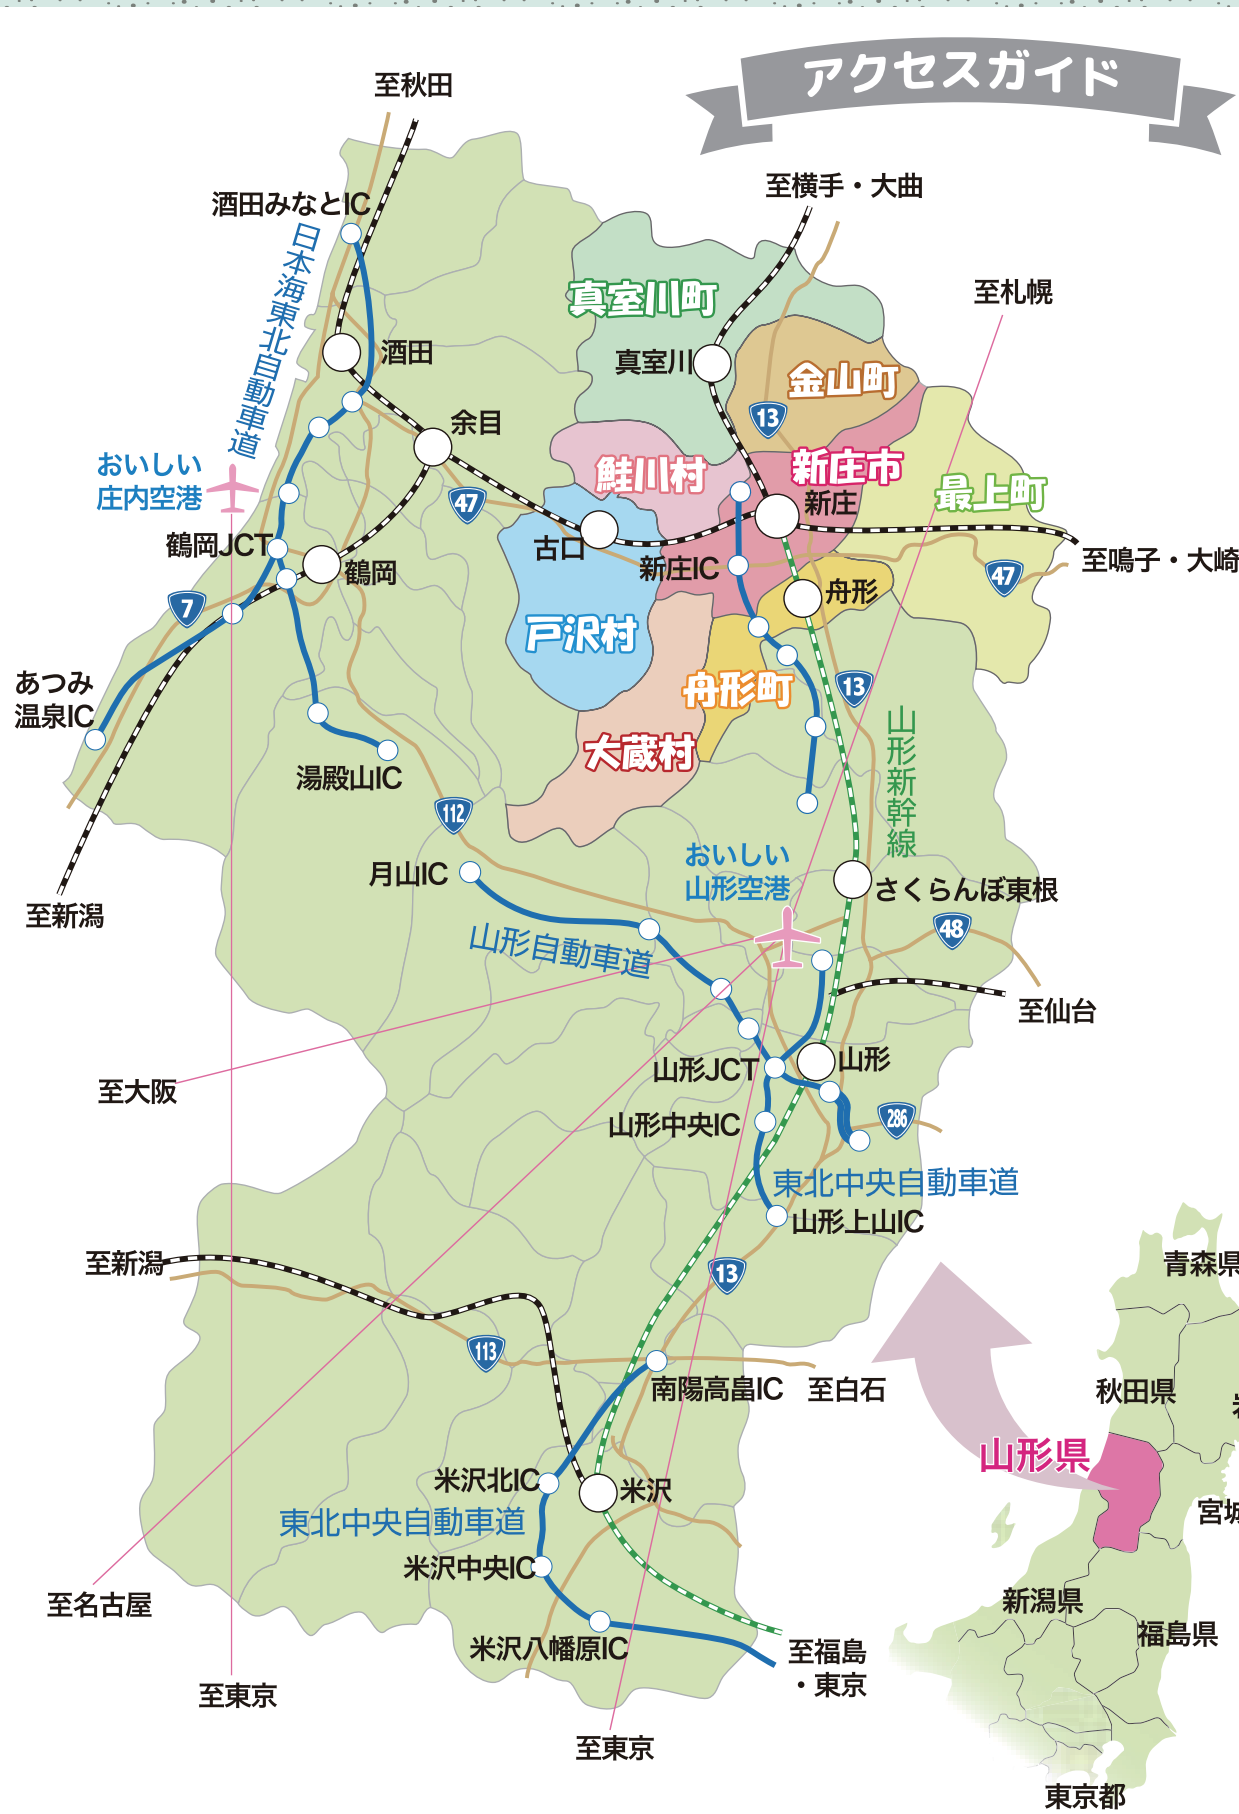 アクセスガイド
至秋田
至横手・大曲
酒田みなとIC
日本海東北自動車道
至札幌
真室川町
酒田
真室川
金山町
余目
13
おいしい
庄内空港
鮭川村
新庄市
最上町
47
新庄
鶴岡JCT
古口
新庄IC
至鳴子・大崎
鶴岡
47
舟形
7
戸沢村
あつみ
温泉IC
舟形町
13
山形新幹線
大蔵村
湯殿山IC
112
おいしい
山形空港
月山IC
さくらんぼ東根
至新潟
山形自動車道
48
至仙台
山形JCT
山形
至大阪
山形中央IC
286
東北中央自動車道
山形上山IC
至新潟
13
青森県
113
南陽高畠IC
至白石
秋田県
山形県
米沢北IC
米沢
宮城
東北中央自動車道
米沢中央IC
至名古屋
新潟県
福島県
米沢八幡原IC
至福島
・東京
至東京
至東京
東京都